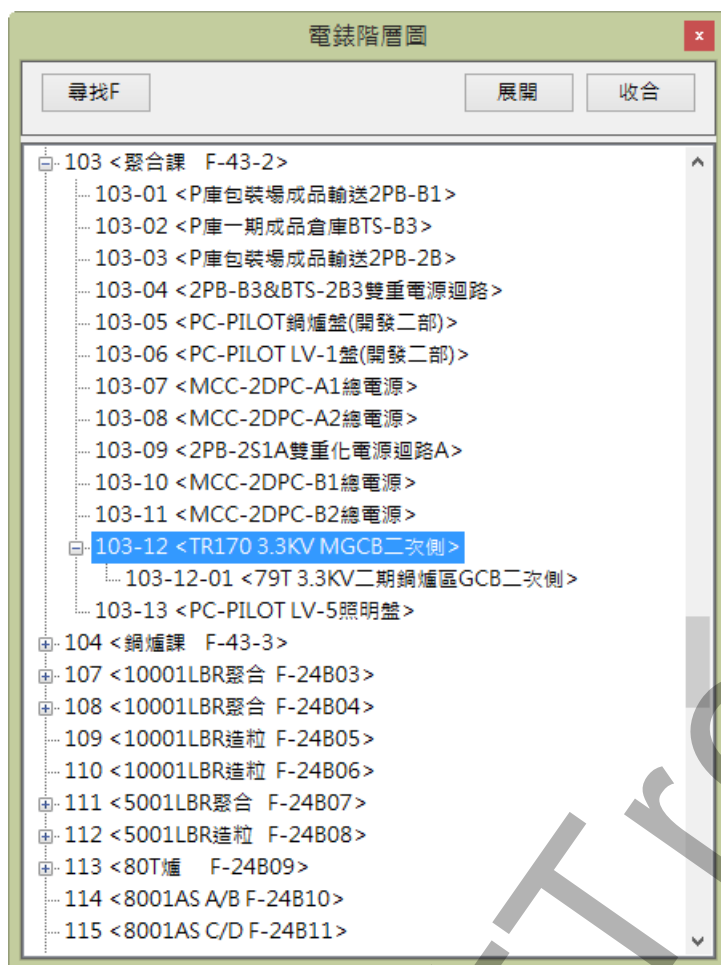 電錶階層圖
x
尋找F 展開 收合
103 <聚合課 F-43-2>
103-01 <P庫包裝場成品輸送2PB-B1>
103-02 <P庫一期成品倉庫BTS-B3>
103-03 <P庫包裝場成品輸送2PB-2B>
103-04 <2PB-B3&BTS-2B3雙重電源迴路>
103-05 <PC-PILOT鍋爐盤(開發二部)>
103-06 <PC-PILOT LV-1盤(開發二部)>
103-07 <MCC-2DPC-A1總電源>
103-08 <MCC-2DPC-A2總電源>
103-09 <2PB-2S1A雙重化電源迴路A>
103-10 <MCC-2DPC-B1總電源>
103-11 <MCC-2DPC-B2總電源>
103-12 <TR170 3.3KV MGCB二次側>
103-12-01 <79T 3.3KV二期鍋爐區GCB二次側>
103-13 <PC-PILOT LV-5照明盤>
104 <鍋爐課 F-43-3>
107 <10001LBR聚合 F-24B03>
108 <10001LBR聚合 F-24B04>
109 <10001LBR造粒 F-24B05>
110 <10001LBR造粒 F-24B06>
111 <5001LBR聚合 F-24B07>
112 <5001LBR造粒 F-24B08>
113 <80T爐 F-24B09>
114 <8001AS A/B F-24B10>
115 <8001AS C/D F-24B11>